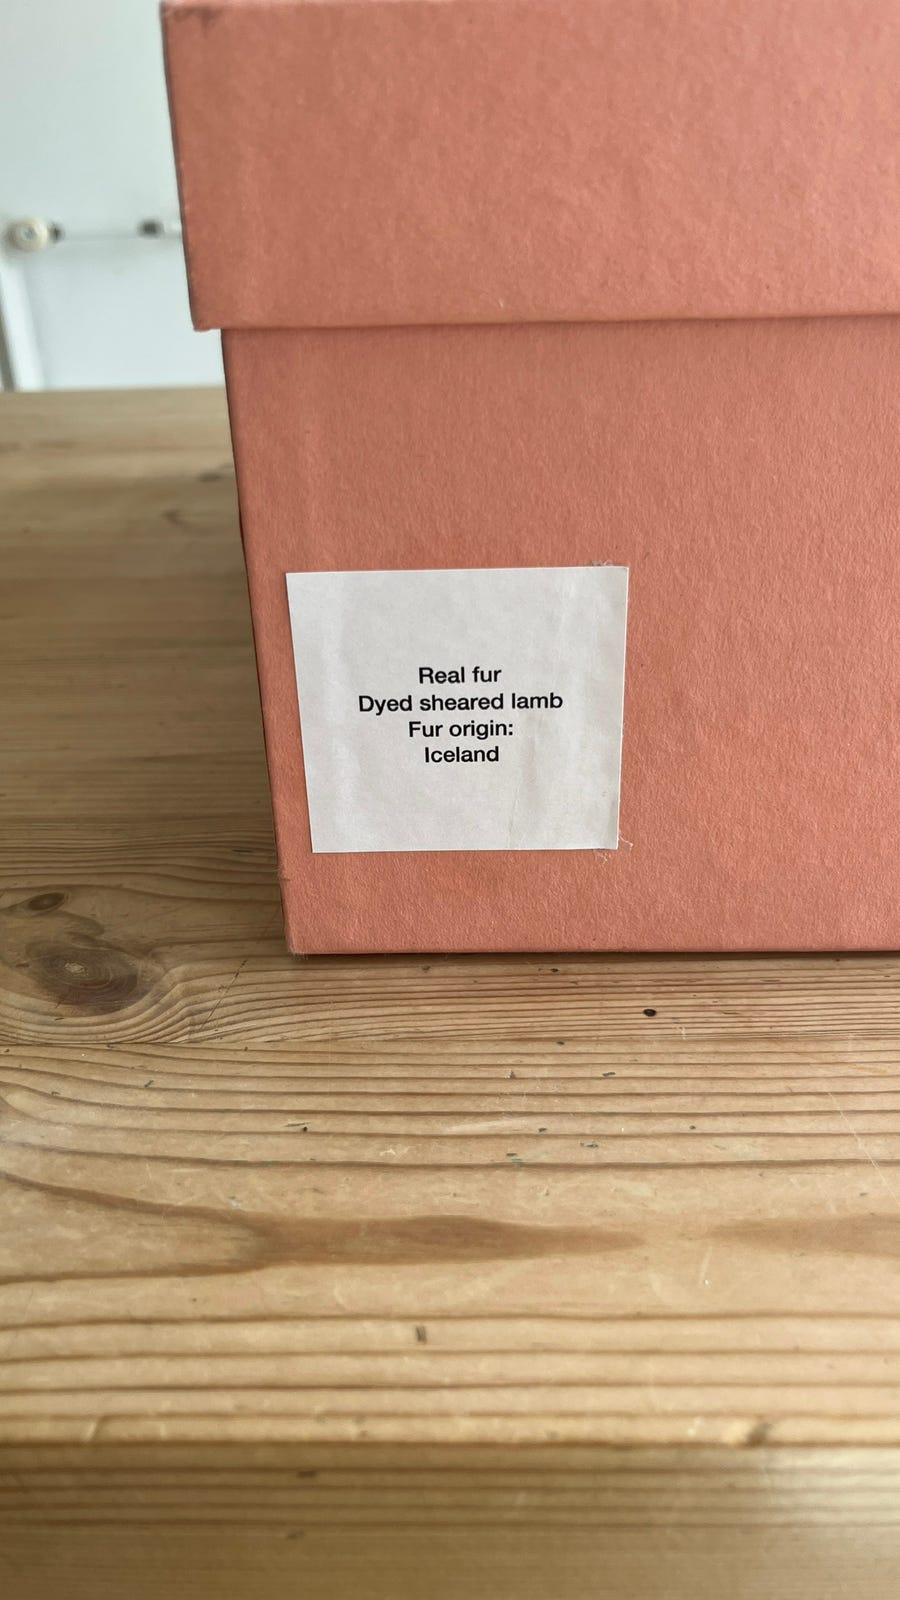 Real fur
Dyed sheared lamb
Fur origin:
Iceland